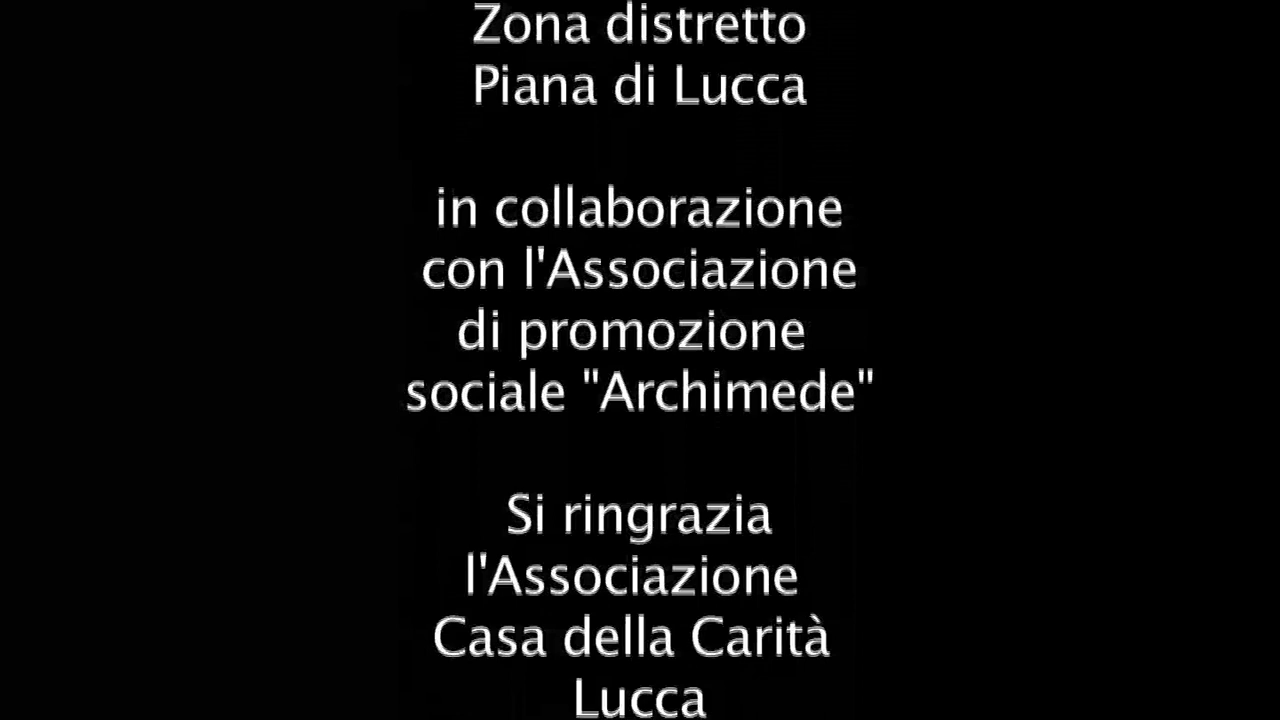 Zona distretto
Piana di Lucca
in collaborazione
con l'Associazione
di promozione
sociale "Archimede"
Si ringrazia
l'Associazione
Casa della Carità
Lucca